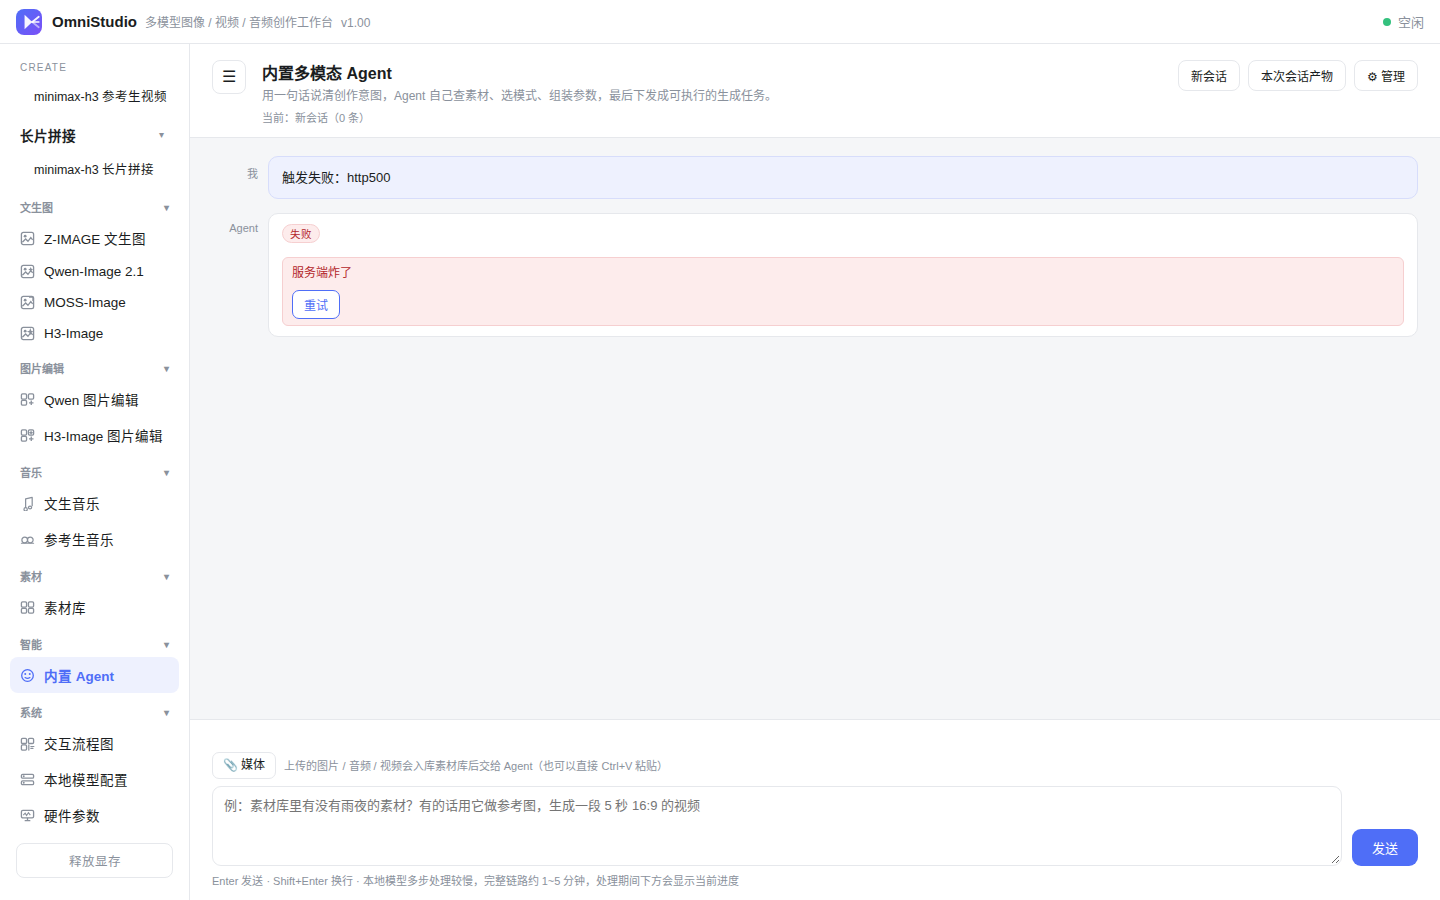 OmniStudio 多模型图像 / 视频 / 音频创作工作台 v1.00
空闲
CREATE
minimax-h3 参考生视频
长片拼接
minimax-h3 长片拼接
文生图
Z-IMAGE 文生图
Qwen-Image 2.1
MOSS-Image
H3-Image
图片编辑
Qwen 图片编辑
H3-Image 图片编辑
音乐
文生音乐
参考生音乐
素材
素材库
智能
内置 Agent
系统
交互流程图
本地模型配置
硬件参数
释放显存
内置多模态 Agent
用一句话说清创作意图，Agent 自己查素材、选模式、组装参数，最后下发成可执行的生成任务。
当前：新会话（0 条）
新会话
本次会话产物
⚙ 管理
我
触发失败：http500
Agent
失败
服务端炸了
重试
📎 媒体
上传的图片 / 音频 / 视频会入库素材库后交给 Agent（也可以直接 Ctrl+V 粘贴）
例：素材库里有没有雨夜的素材？有的话用它做参考图，生成一段 5 秒 16:9 的视频
发送
Enter 发送 · Shift+Enter 换行 · 本地模型多步处理较慢，完整链路约 1~5 分钟，处理期间下方会显示当前进度